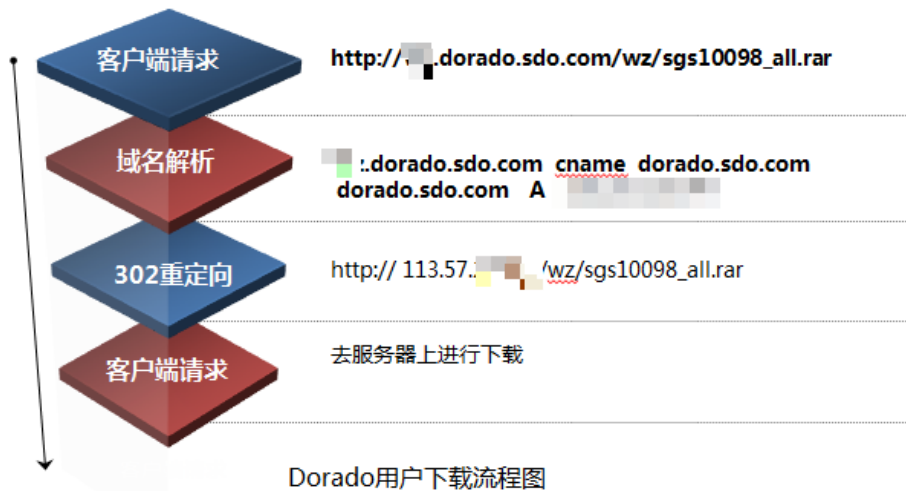 客户端请求
http:// .dorado.sdo.com/wz/sgs10098_all.rar
域名解析
.dorado.sdo.com cname dorado.sdo.com
dorado.sdo.com A
302重定向
http:// 113.57. /wz/sgs10098_all.rar
客户端请求
去服务器上进行下载
Dorado用户下载流程图